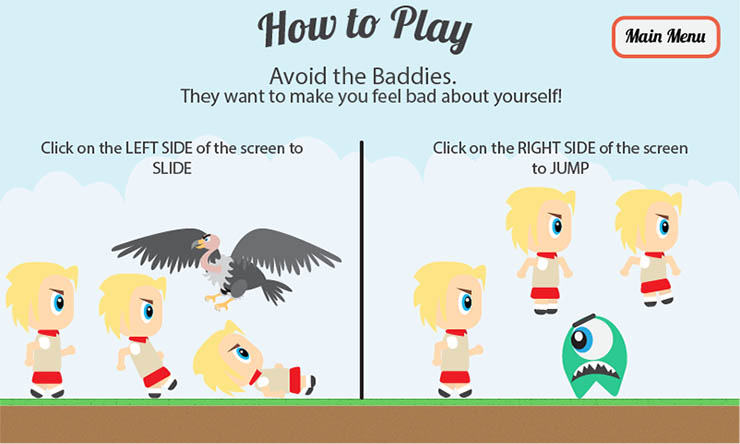 How to Play
Main Menu
Avoid the Baddies.
They want to make you feel bad about yourself!
Click on the LEFT SIDE of the screen to
SLIDE
Click on the RIGHT SIDE of the screen
to JUMP